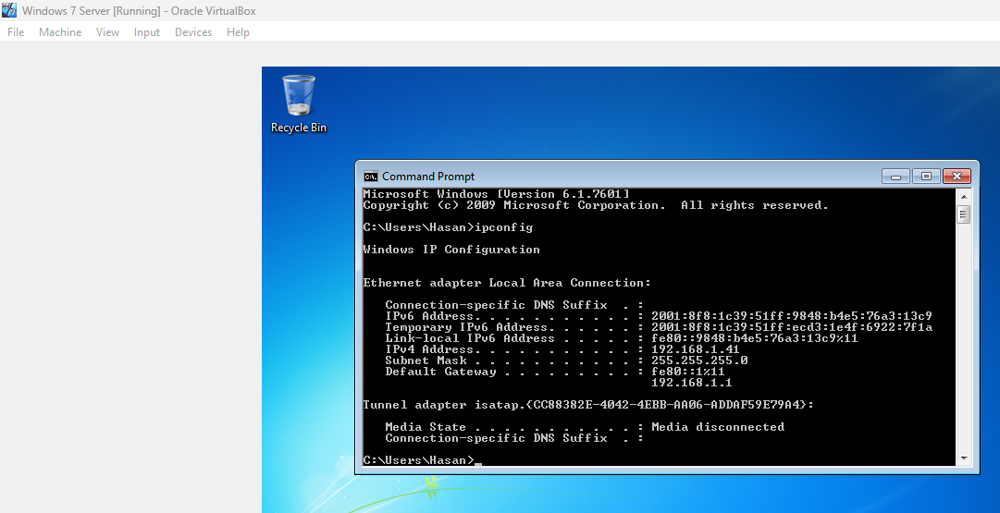 Windows 7 Server [Running] - Oracle VirtualBox
File Machine View Input Devices Help
Recycle Bin
Command Prompt
Microsoft Windows [Version 6.1.7601]
Copyright (c) 2009 Microsoft Corporation.  All rights reserved.
C:\Users\Hasan>ipconfig
Windows IP Configuration
Ethernet adapter Local Area Connection:
   Connection-specific DNS Suffix  . :
   IPv6 Address. . . . . . . . . . . : 2001:8f8:1c39:51ff:9848:b4e5:76a3:13c9
   Temporary IPv6 Address. . . . . . : 2001:8f8:1c39:51ff:ecd3:1e4f:6922:7f1a
   Link-local IPv6 Address . . . . . : fe80::9848:b4e5:76a3:13c9%11
   IPv4 Address. . . . . . . . . . . : 192.168.1.41
   Subnet Mask . . . . . . . . . . . : 255.255.255.0
   Default Gateway . . . . . . . . . : fe80::1%11
                                       192.168.1.1
Tunnel adapter isatap.{CC88382E-4042-4EBB-AA06-ADDAF59E79A4}:
   Media State . . . . . . . . . . . : Media disconnected
   Connection-specific DNS Suffix  . :
C:\Users\Hasan>_